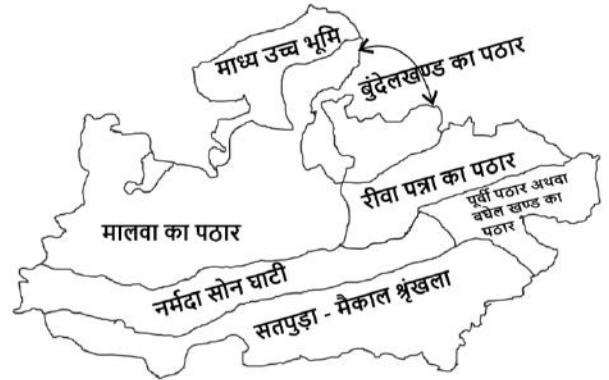 माध्य उच्च भूमि
बुंदेलखण्ड का पठार
रीवा पन्ना का पठार
पूर्वी पठार अथवा
बघेल खण्ड का
पठार
मालवा का पठार
नर्मदा सोन घाटी
सतपुड़ा - मैकाल श्रृंखला